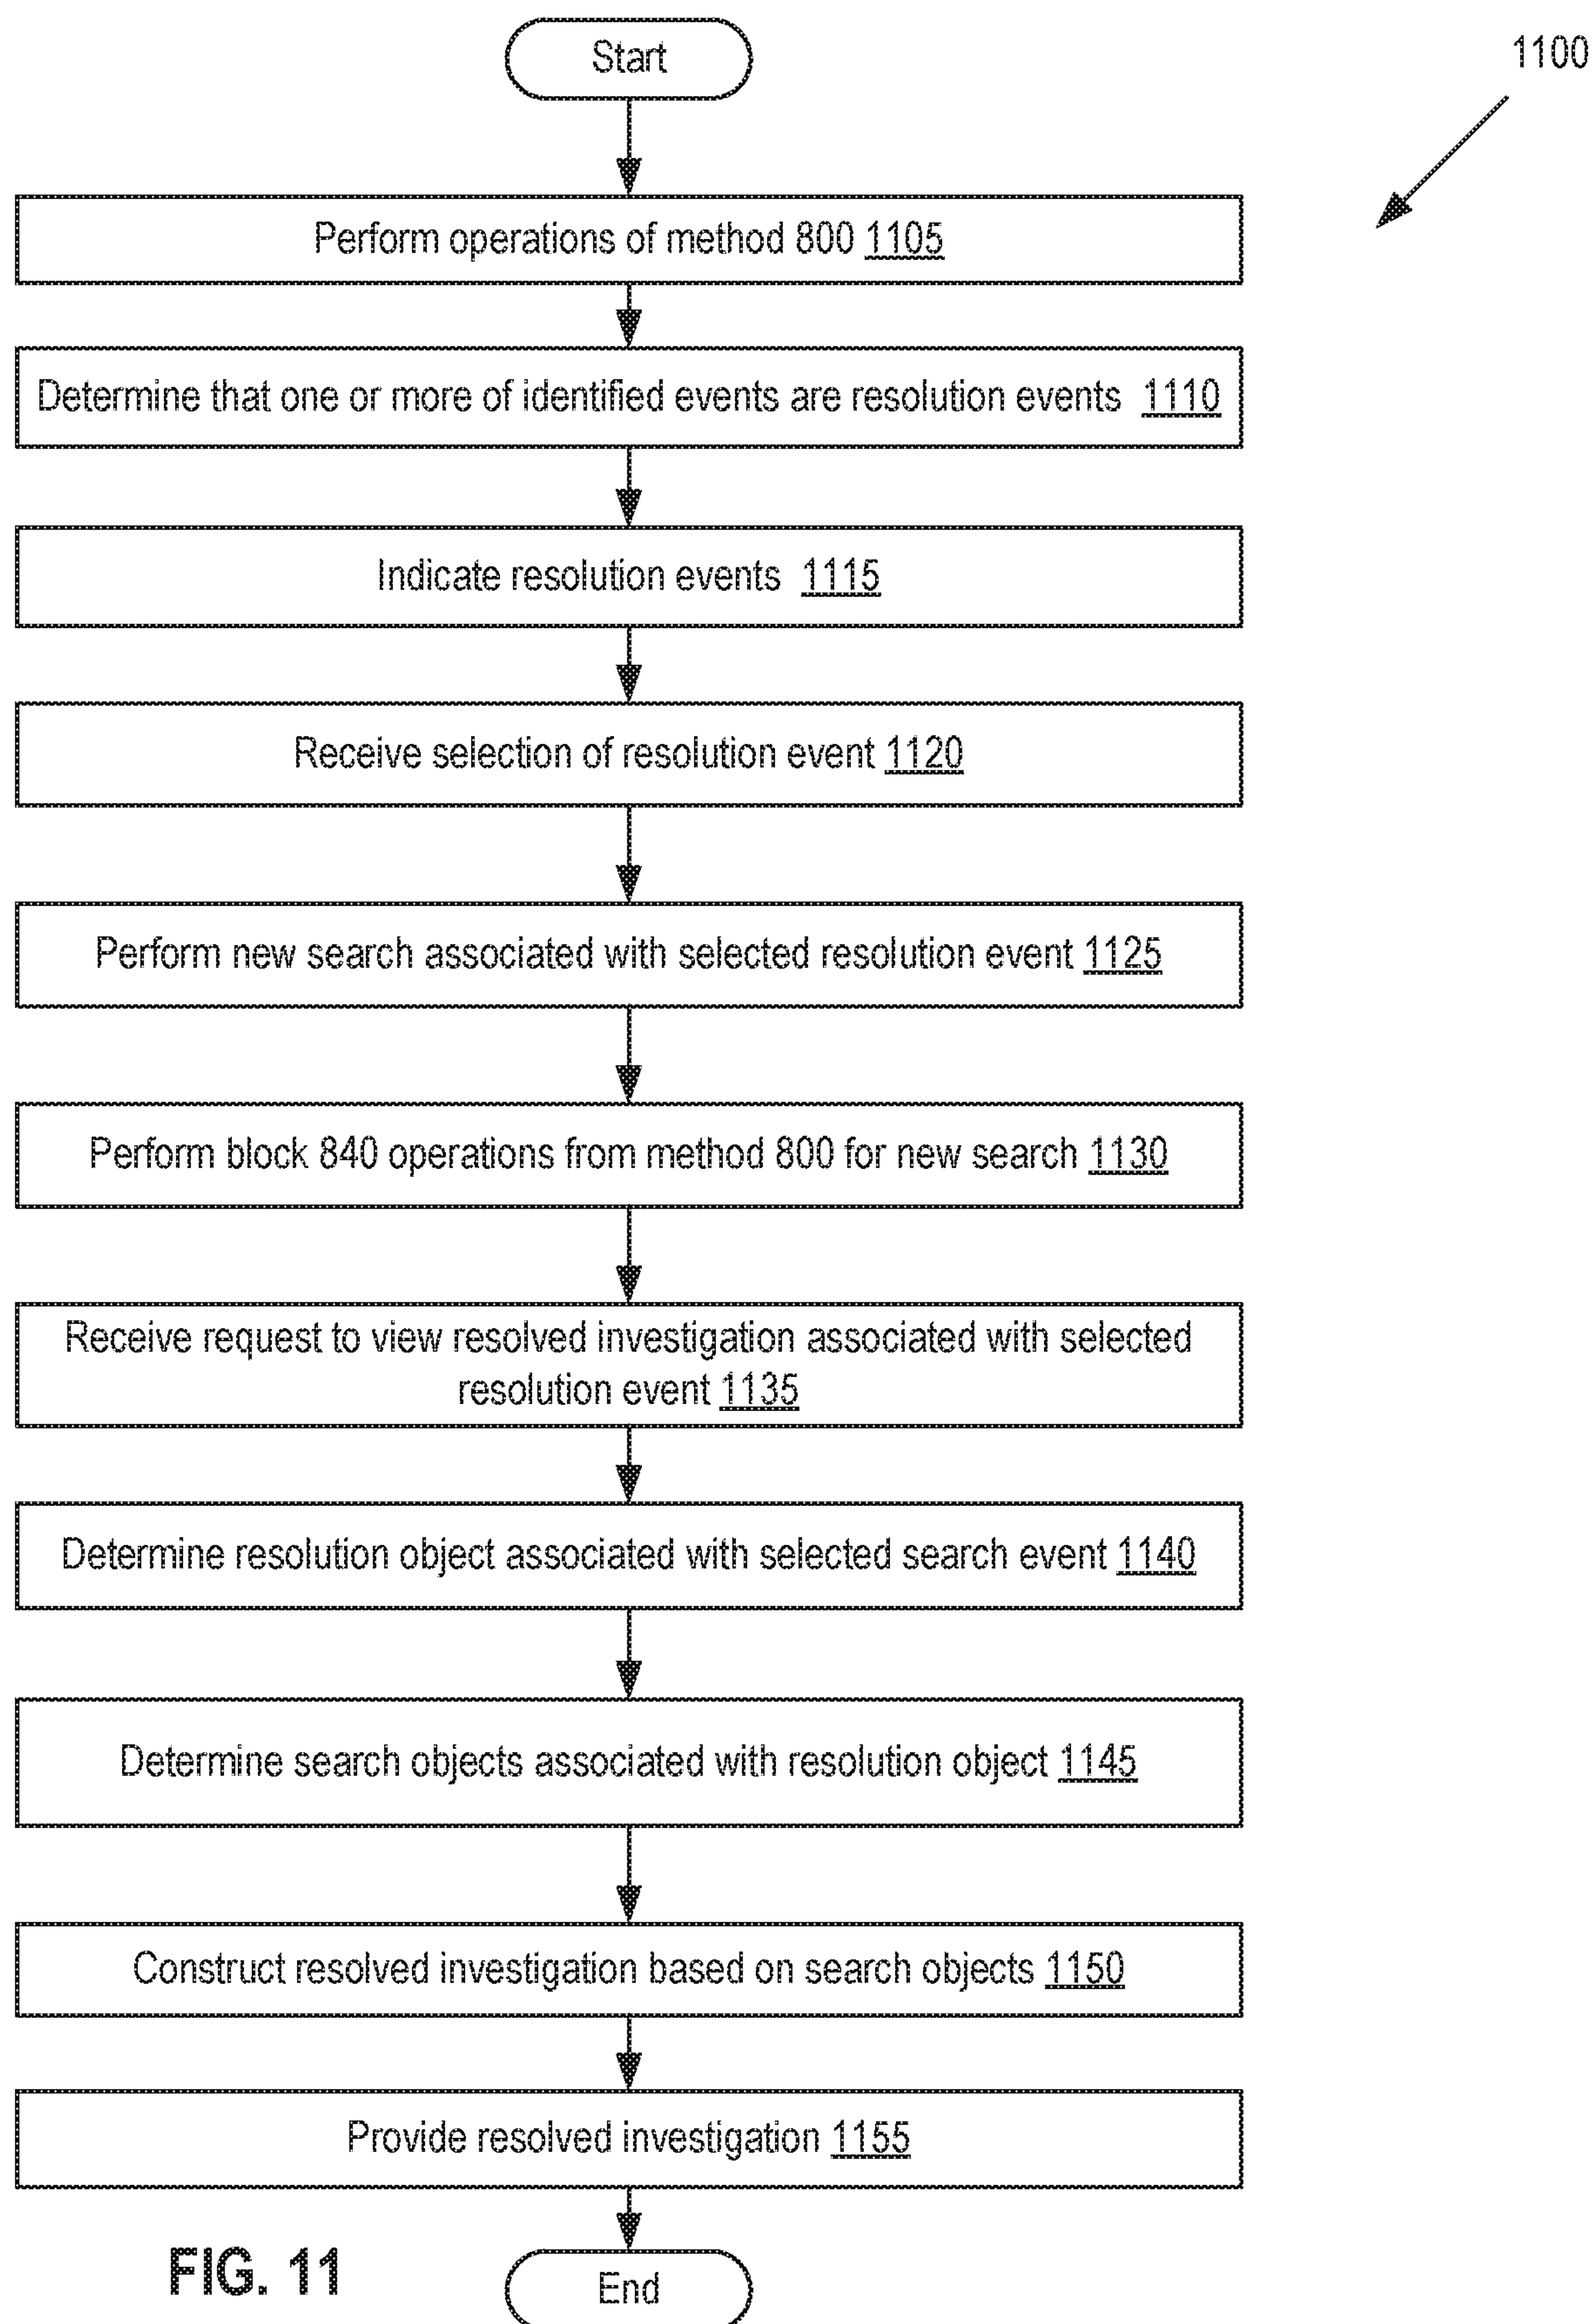 Start
1100
Perform operations of method 800 1105
Determine that one or more of identified events are resolution events 1110
Indicate resolution events 1115
Receive selection of resolution event 1120
Perform new search associated with selected resolution event 1125
Perform block 840 operations from method 800 for new search 1130
Receive request to view resolved investigation associated with selected
resolution event 1135
Determine resolution object associated with selected search event 1140
Determine search objects associated with resolution object 1145
Construct resolved investigation based on search objects 1150
Provide resolved investigation 1155
FIG. 11
End